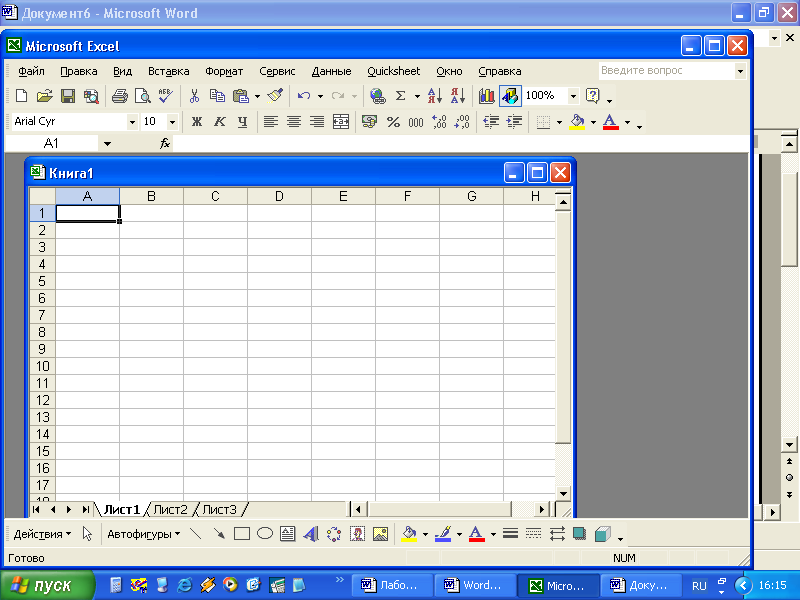 Документ6 - Microsoft Word
Microsoft Excel
Файл Правка Вид Вставка Формат Сервис Данные Quicksheet Окно Справка Введите вопрос
100%
Arial Cyr 10 Ж К Ч % 000
A1 fx
Книга1
A B C D E F G H
1
2
3
4
5
6
7
8
9
10
11
12
13
14
15
16
17
Лист1 Лист2 Лист3
Действия Автофигуры
Готово NUM
пуск Лабо... Word... Micro... Доку... RU 16:15